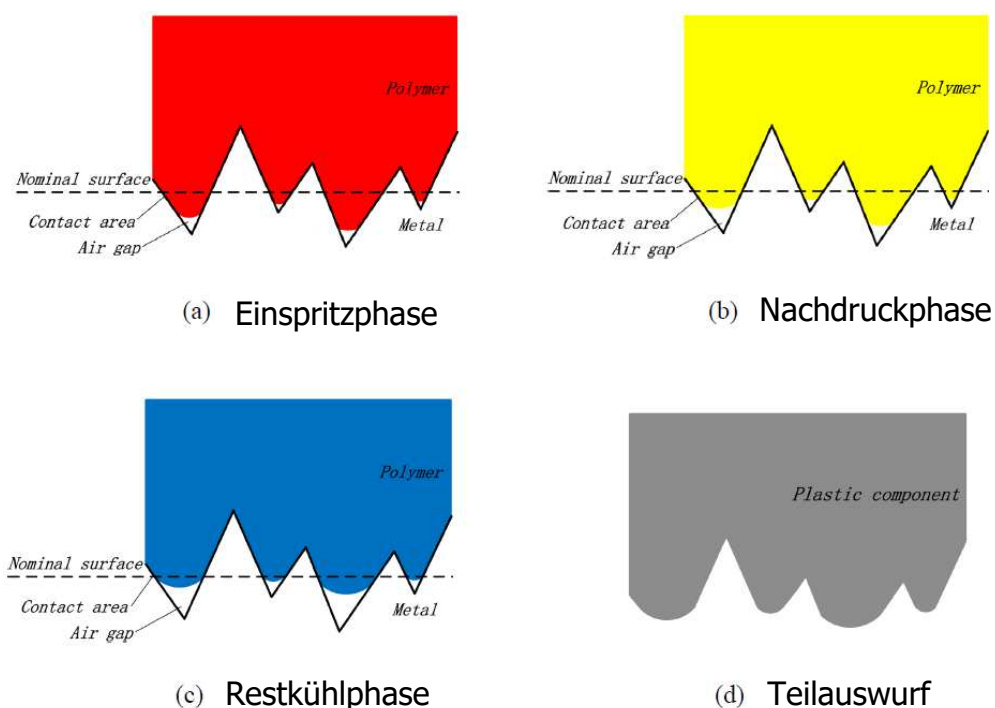 Polymer
Nominal surface
Contact area
Air gap
Metal
(a) Einspritzphase
Polymer
Nominal surface
Contact area
Air gap
Metal
(b) Nachdruckphase
Polymer
Nominal surface
Contact area
Air gap
Metal
(c) Restkühlphase
Plastic component
(d) Teilauswurf